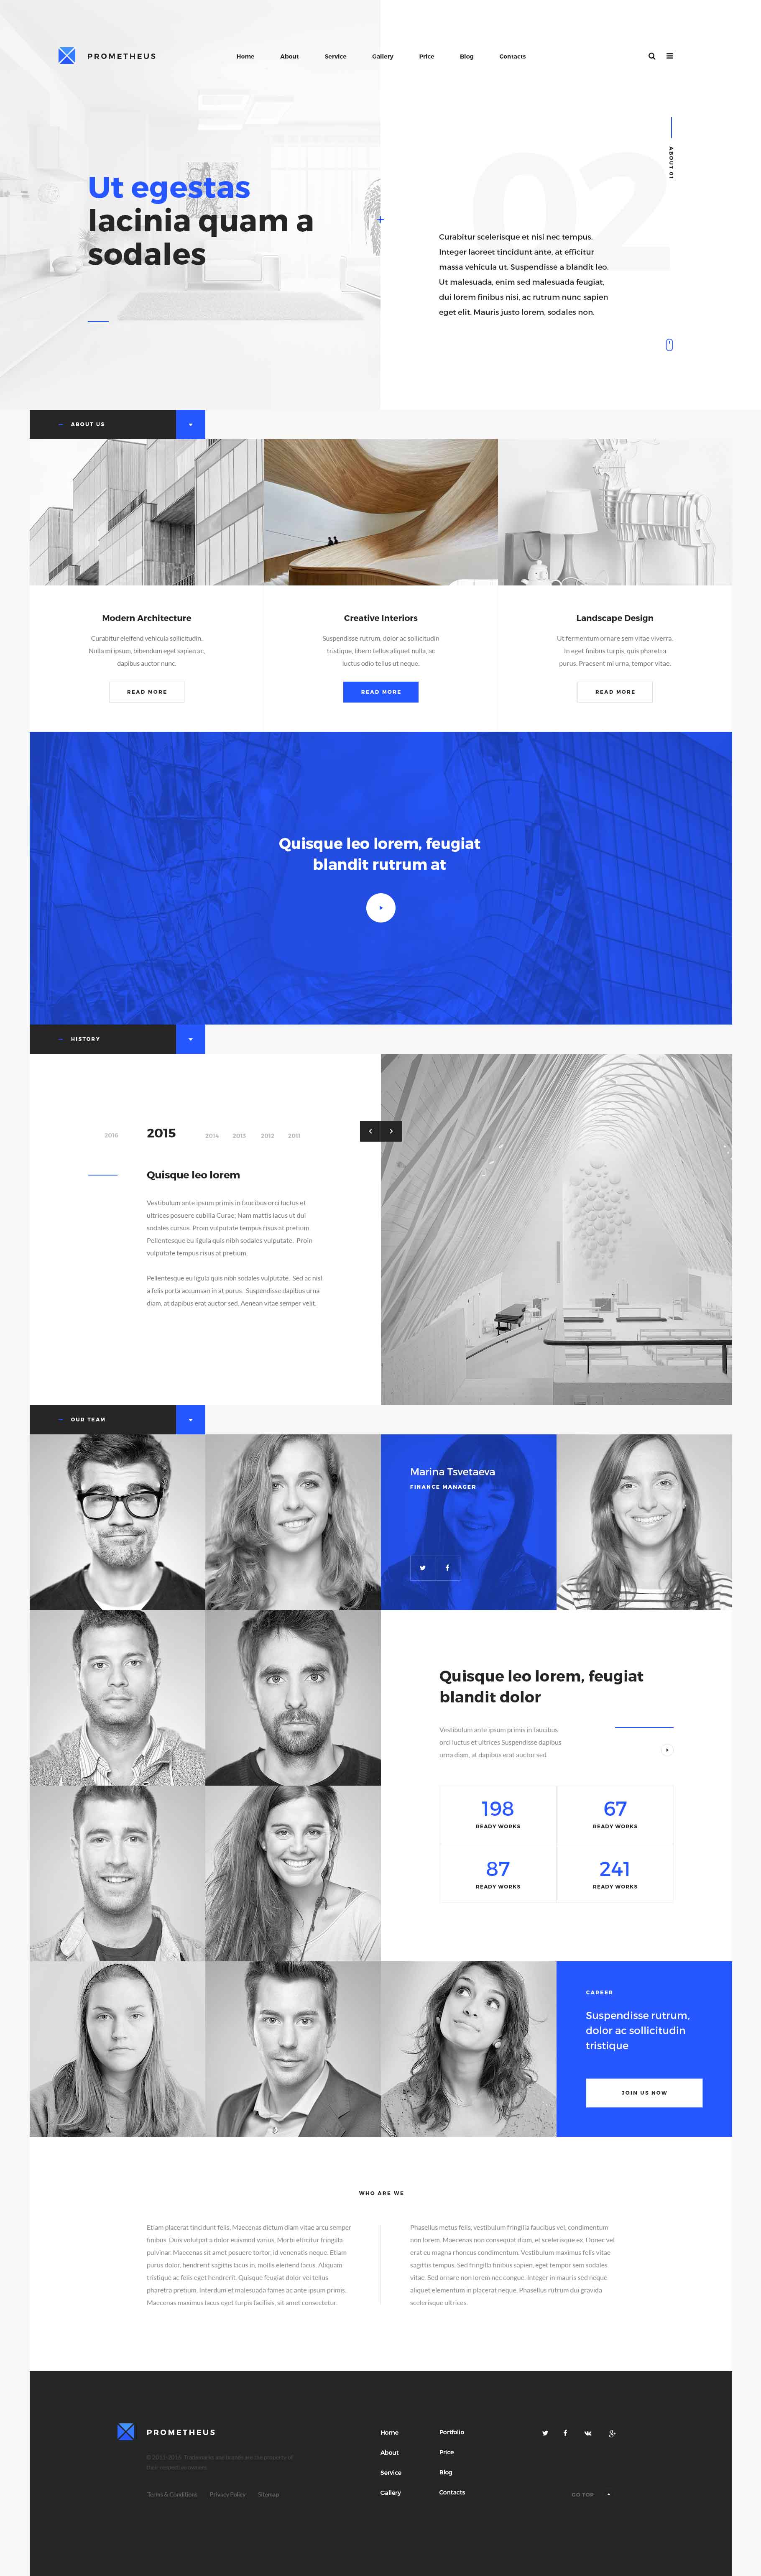 PROMETHEUS
Home About Service Gallery Price Blog Contacts
Ut egestas
lacinia quam a
sodales
02
ABOUT 01
Curabitur scelerisque et nisi nec tempus.
Integer laoreet tincidunt ante, at efficitur
massa vehicula ut. Suspendisse a blandit leo.
Ut malesuada, enim sed malesuada feugiat,
dui lorem finibus nisi, ac rutrum nunc sapien
eget elit. Mauris justo lorem, sodales non.
ABOUT US
Modern Architecture
Curabitur eleifend vehicula sollicitudin.
Nulla mi ipsum, bibendum eget sapien ac,
dapibus auctor nunc.
READ MORE
Creative Interiors
Suspendisse rutrum, dolor ac sollicitudin
tristique, libero tellus aliquet nulla, ac
luctus odio tellus ut neque.
READ MORE
Landscape Design
Ut fermentum ornare sem vitae viverra.
In eget finibus turpis, quis pharetra
purus. Praesent mi urna, tempor vitae.
READ MORE
Quisque leo lorem, feugiat
blandit rutrum at
HISTORY
2016 2015 2014 2013 2012 2011
Quisque leo lorem
Vestibulum ante ipsum primis in faucibus orci luctus et
ultrices posuere cubilia Curae; Nam mattis lacus ut dui
sodales cursus. Proin vulputate tempus risus at pretium.
Pellentesque eu ligula quis nibh sodales vulputate. Proin
vulputate tempus risus at pretium.
Pellentesque eu ligula quis nibh sodales vulputate. Sed ac nisl
a felis porta accumsan in at purus. Suspendisse dapibus urna
diam, at dapibus erat auctor sed. Aenean vitae semper velit.
OUR TEAM
Marina Tsvetaeva
FINANCE MANAGER
Quisque leo lorem, feugiat
blandit dolor
Vestibulum ante ipsum primis in faucibus
orci luctus et ultrices Suspendisse dapibus
urna diam, at dapibus erat auctor sed
198
READY WORKS
67
READY WORKS
87
READY WORKS
241
READY WORKS
CAREER
Suspendisse rutrum,
dolor ac sollicitudin
tristique
JOIN US NOW
WHO ARE WE
Etiam placerat tincidunt felis. Maecenas dictum diam vitae arcu semper
finibus. Duis volutpat a dolor euismod varius. Morbi efficitur fringilla
pulvinar. Maecenas sit amet posuere tortor, id venenatis neque. Etiam
purus dolor, hendrerit sagittis lacus in, mollis eleifend lacus. Aliquam
tristique ac felis eget hendrerit. Quisque feugiat dolor vel tellus
pharetra pretium. Interdum et malesuada fames ac ante ipsum primis.
Maecenas maximus lacus eget turpis facilisis, sit amet consectetur.
Phasellus metus felis, vestibulum fringilla faucibus vel, condimentum
non lorem. Maecenas non consequat diam, et scelerisque ex. Donec vel
erat eu magna rhoncus condimentum. Vestibulum maximus felis vitae
sagittis tempus. Sed fringilla finibus sapien, eget tempor sem sodales
vitae. Sed ornare non lorem nec congue. Integer in mauris sed neque
aliquet elementum in placerat neque. Phasellus rutrum dui gravida
scelerisque ultrices.
PROMETHEUS
© 2012-2016. Trademarks and brands are the property of
their respective owners.
Terms & Conditions Privacy Policy Sitemap
Home
About
Service
Gallery
Portfolio
Price
Blog
Contacts
GO TOP